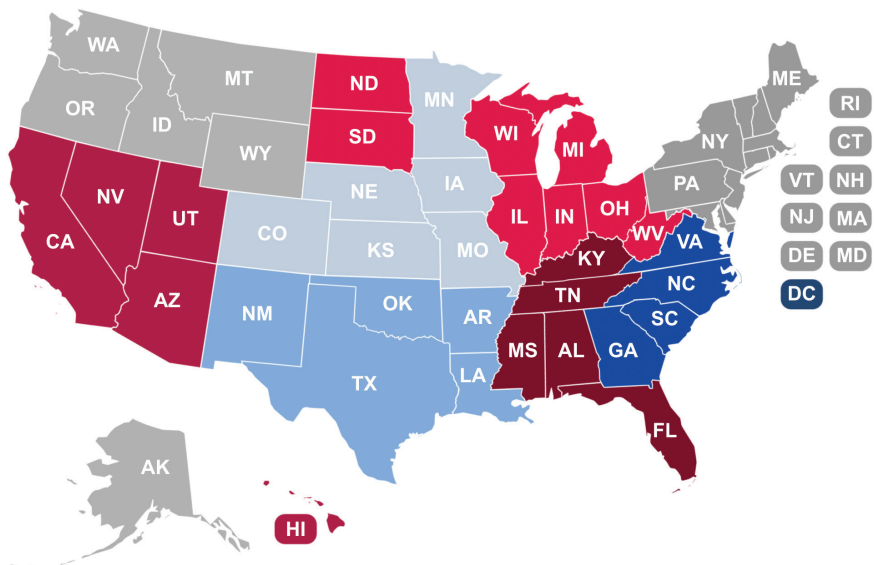 WA
MT
ND
MN
ME
OR
ID
SD
WI
MI
NY
RI
CT
WY
PA
VT
NH
NV
NE
IA
NJ
MA
UT
CO
IL
IN
OH
CA
KS
MO
WV
VA
DE
MD
KY
AZ
NM
OK
AR
TN
NC
DC
SC
TX
LA
MS
AL
GA
FL
AK
HI